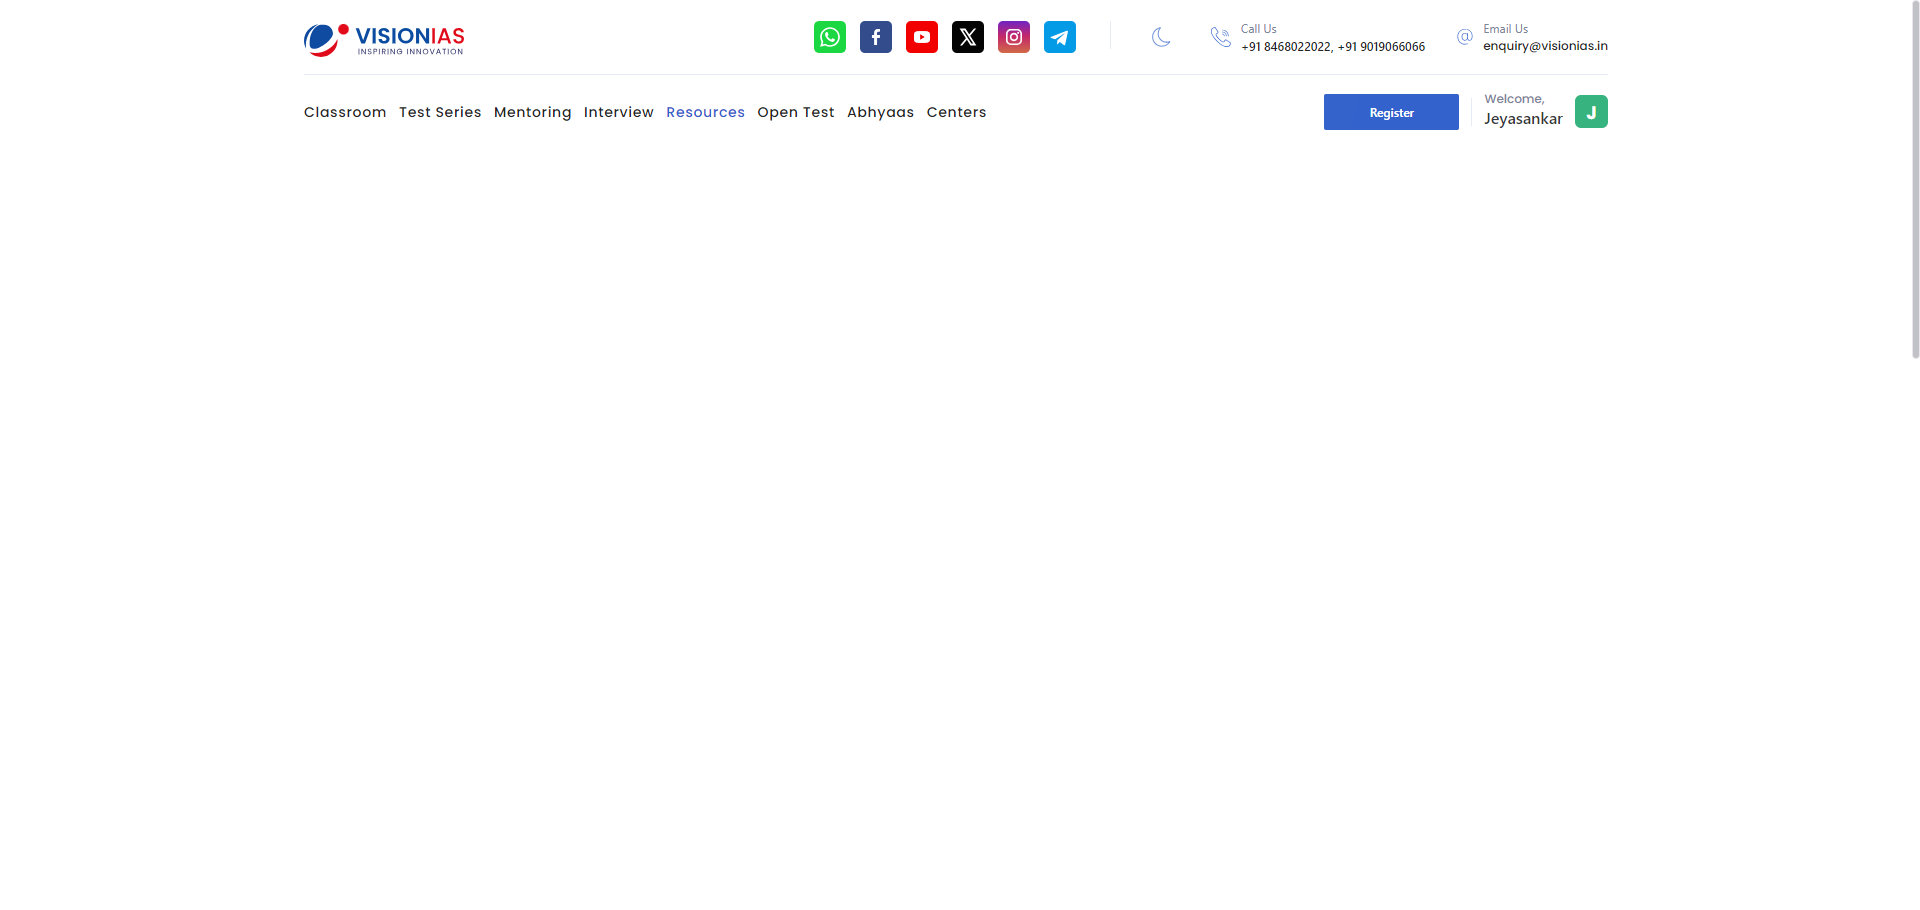 VISIONIAS
INSPIRING INNOVATION
Call Us
+91 8468022022, +91 9019066066
Email Us
enquiry@visionias.in
Classroom Test Series Mentoring Interview Resources Open Test Abhyaas Centers
Register
Welcome,
Jeyasankar
J